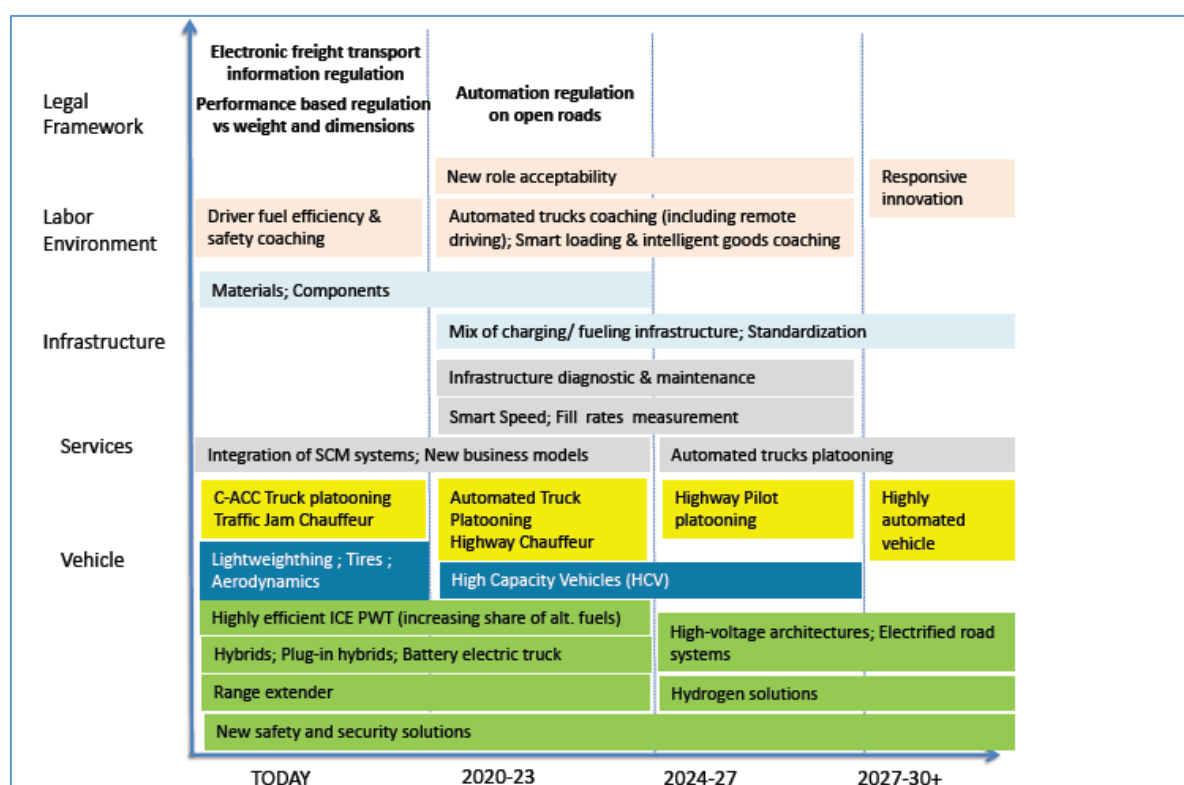 Electronic freight transport
information regulation
Performance based regulation
vs weight and dimensions
Automation regulation
on open roads
Legal
Framework
New role acceptability
Responsive
innovation
Labor
Environment
Driver fuel efficiency &
safety coaching
Automated trucks coaching (including remote
driving); Smart loading & intelligent goods coaching
Materials; Components
Infrastructure
Mix of charging/ fueling infrastructure; Standardization
Infrastructure diagnostic & maintenance
Smart Speed; Fill rates measurement
Services
Integration of SCM systems; New business models
Automated trucks platooning
C-ACC Truck platooning
Traffic Jam Chauffeur
Automated Truck
Platooning
Highway Chauffeur
Highway Pilot
platooning
Highly
automated
vehicle
Vehicle
Lightweighthing ; Tires ;
Aerodynamics
High Capacity Vehicles (HCV)
Highly efficient ICE PWT (increasing share of alt. fuels)
High-voltage architectures; Electrified road
systems
Hybrids; Plug-in hybrids; Battery electric truck
Range extender
Hydrogen solutions
New safety and security solutions
TODAY
2020-23
2024-27
2027-30+